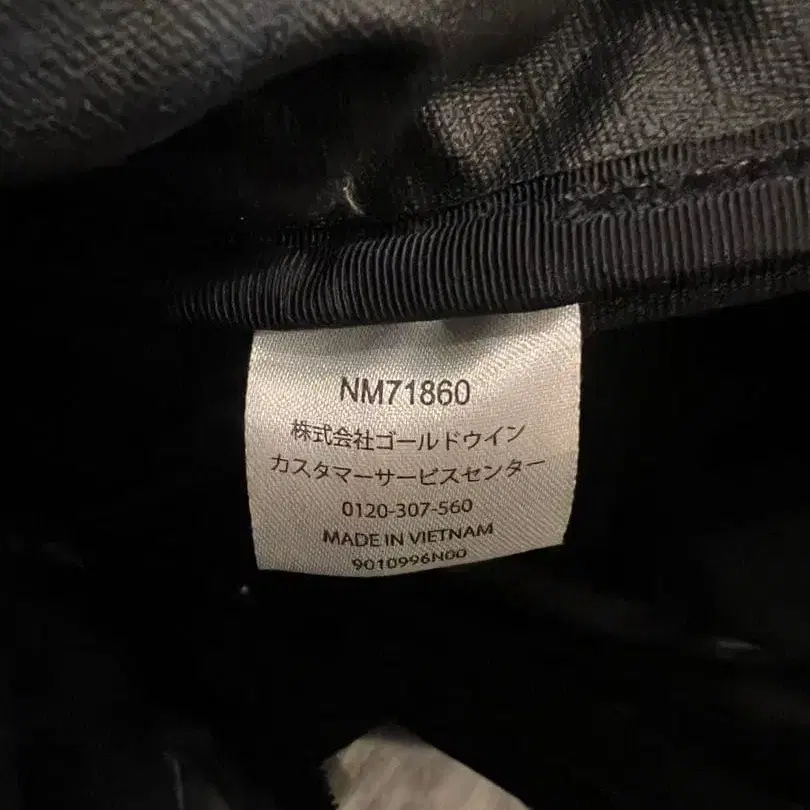 NM71860
株式会社ゴールドウイン
カスタマーサービスセンター
0120-307-560
MADE IN VIETNAM
9010996N00